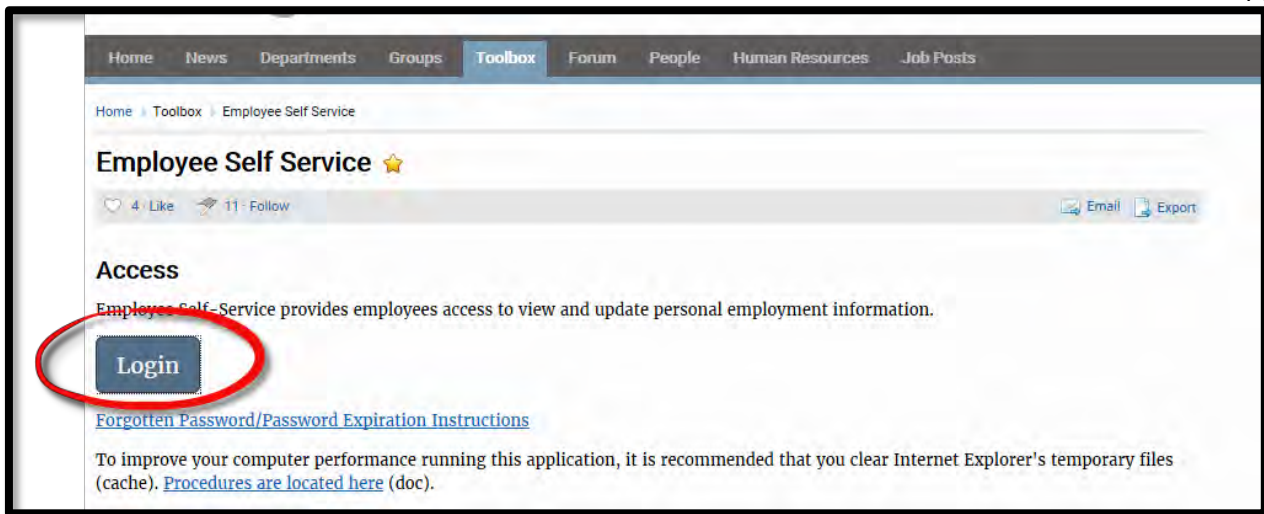 Home News Departments Groups Toolbox Forum People Human Resources Job Posts
Home Toolbox Employee Self Service
Employee Self Service
4 · Like 11 · Follow Email Export
Access
Employee Self-Service provides employees access to view and update personal employment information.
Login
Forgotten Password/Password Expiration Instructions
To improve your computer performance running this application, it is recommended that you clear Internet Explorer's temporary files
(cache). Procedures are located here (doc).